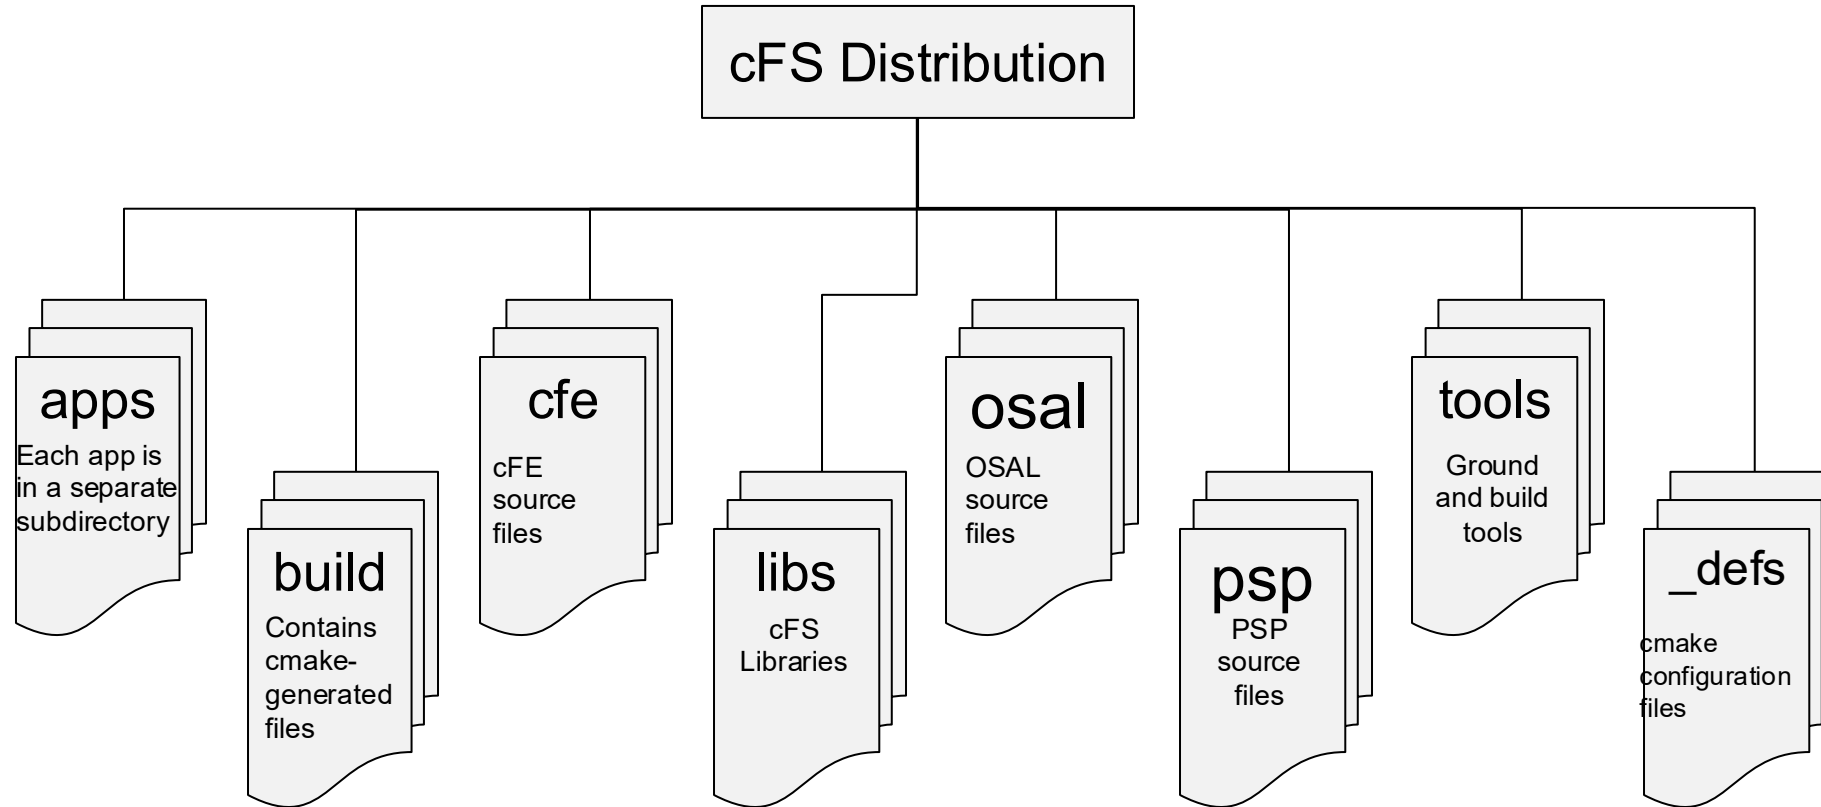 cFS Distribution
apps
Each app is
in a separate
subdirectory
build
Contains
cmake-
generated
files
cfe
cFE
source
files
libs
cFS
Libraries
osal
OSAL
source
files
psp
PSP
source
files
tools
Ground
and build
tools
_defs
cmake
configuration
files